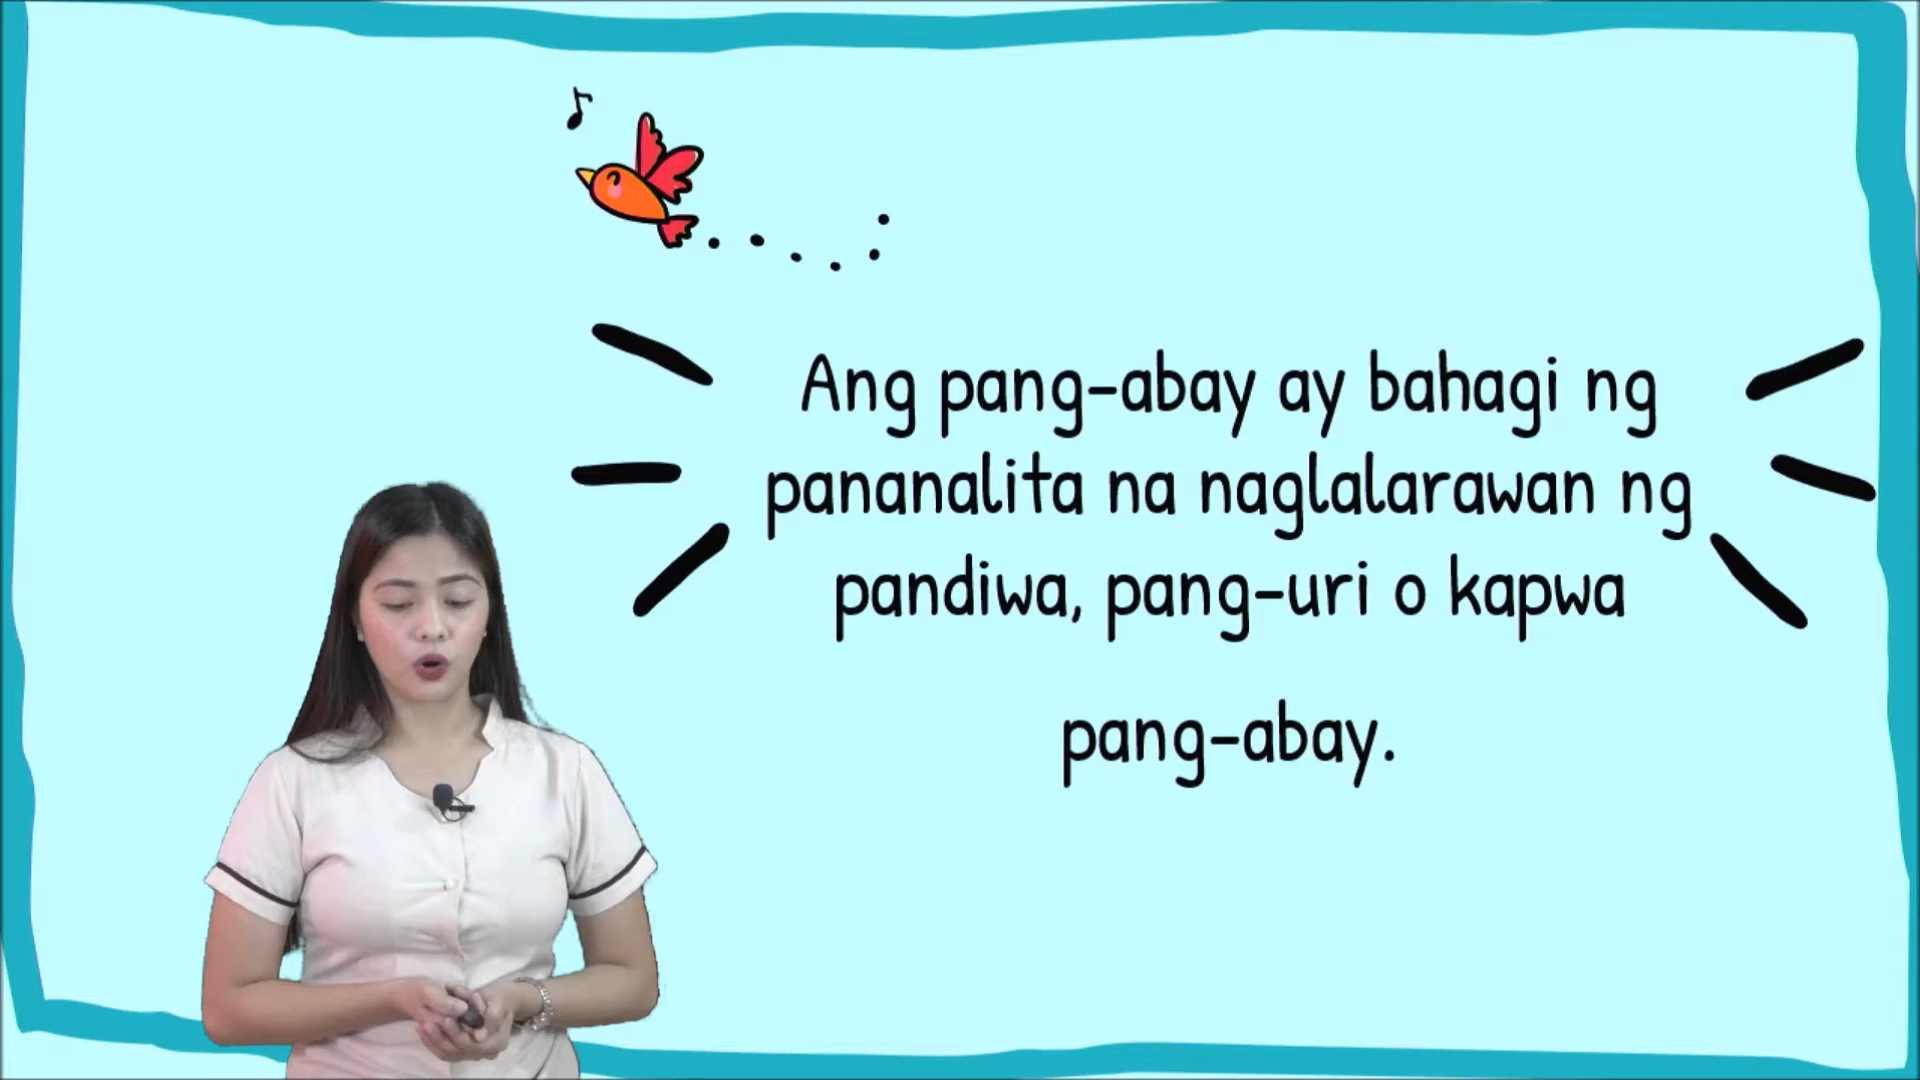 Ang pang-abay ay bahagi ng
pananalita na naglalarawan ng
pandiwa, pang-uri o kapwa
pang-abay.